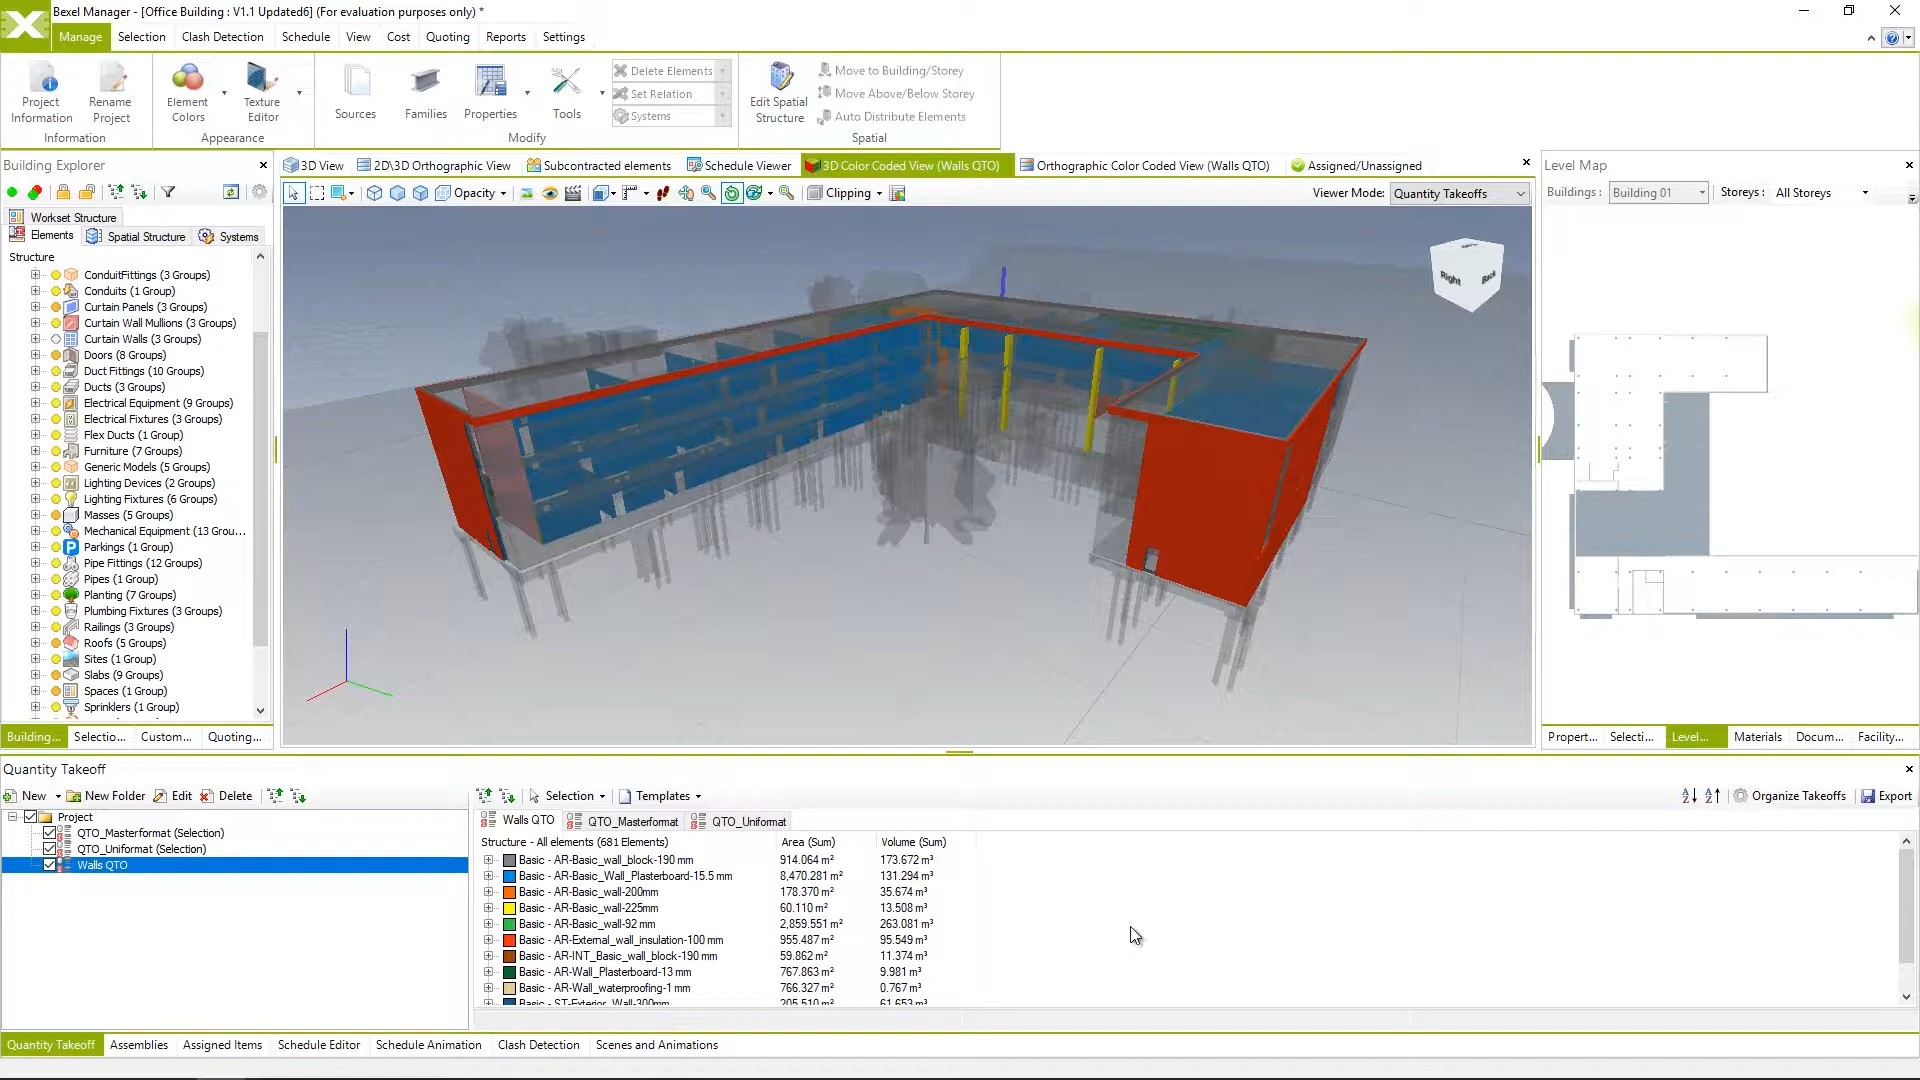 Bexel Manager - [Office Building : V1.1 Updated6] (For evaluation purposes only) *
Manage Selection Clash Detection Schedule View Cost Quoting Reports Settings
Project Information
Rename Project
Information
Element Colors
Texture Editor
Appearance
Sources
Families
Properties
Tools
Delete Elements
Set Relation
Systems
Modify
Edit Spatial Structure
Move to Building/Storey
Move Above/Below Storey
Auto Distribute Elements
Spatial
Building Explorer
Workset Structure
Elements Spatial Structure Systems
Structure
ConduitFittings (3 Groups)
Conduits (1 Group)
Curtain Panels (3 Groups)
Curtain Wall Mullions (3 Groups)
Curtain Walls (3 Groups)
Doors (8 Groups)
Duct Fittings (10 Groups)
Ducts (3 Groups)
Electrical Equipment (9 Groups)
Electrical Fixtures (3 Groups)
Flex Ducts (1 Group)
Furniture (7 Groups)
Generic Models (5 Groups)
Lighting Devices (2 Groups)
Lighting Fixtures (6 Groups)
Masses (5 Groups)
Mechanical Equipment (13 Grou...
Parkings (1 Group)
Pipe Fittings (12 Groups)
Pipes (1 Group)
Planting (7 Groups)
Plumbing Fixtures (3 Groups)
Railings (3 Groups)
Roofs (5 Groups)
Sites (1 Group)
Slabs (9 Groups)
Spaces (1 Group)
Sprinklers (1 Group)
Building... Selectio... Custom... Quoting...
3D View 2D\3D Orthographic View Subcontracted elements Schedule Viewer 3D Color Coded View (Walls QTO) Orthographic Color Coded View (Walls QTO) Assigned/Unassigned
Opacity Clipping Viewer Mode: Quantity Takeoffs
Right Back
Level Map
Buildings : Building 01 Storeys : All Storeys
Propert... Selecti... Level... Materials Docum... Facility...
Quantity Takeoff
New New Folder Edit Delete
Project
QTO_Masterformat (Selection)
QTO_Uniformat (Selection)
Walls QTO
Selection Templates Organize Takeoffs Export
Walls QTO QTO_Masterformat QTO_Uniformat
Structure - All elements (681 Elements) Area (Sum) Volume (Sum)
Basic - AR-Basic_wall_block-190 mm 914.064 m² 173.672 m³
Basic - AR-Basic_Wall_Plasterboard-15.5 mm 8,470.281 m² 131.294 m³
Basic - AR-Basic_wall-200mm 178.370 m² 35.674 m³
Basic - AR-Basic_wall-225mm 60.110 m² 13.508 m³
Basic - AR-Basic_wall-92 mm 2,859.551 m² 263.081 m³
Basic - AR-External_wall_insulation-100 mm 955.487 m² 95.549 m³
Basic - AR-INT_Basic_wall_block-190 mm 59.862 m² 11.374 m³
Basic - AR-Wall_Plasterboard-13 mm 767.863 m² 9.981 m³
Basic - AR-Wall_waterproofing-1 mm 766.327 m² 0.767 m³
Basic - ST-Exterior_Wall-300mm 205.510 m² 61.653 m³
Quantity Takeoff Assemblies Assigned Items Schedule Editor Schedule Animation Clash Detection Scenes and Animations